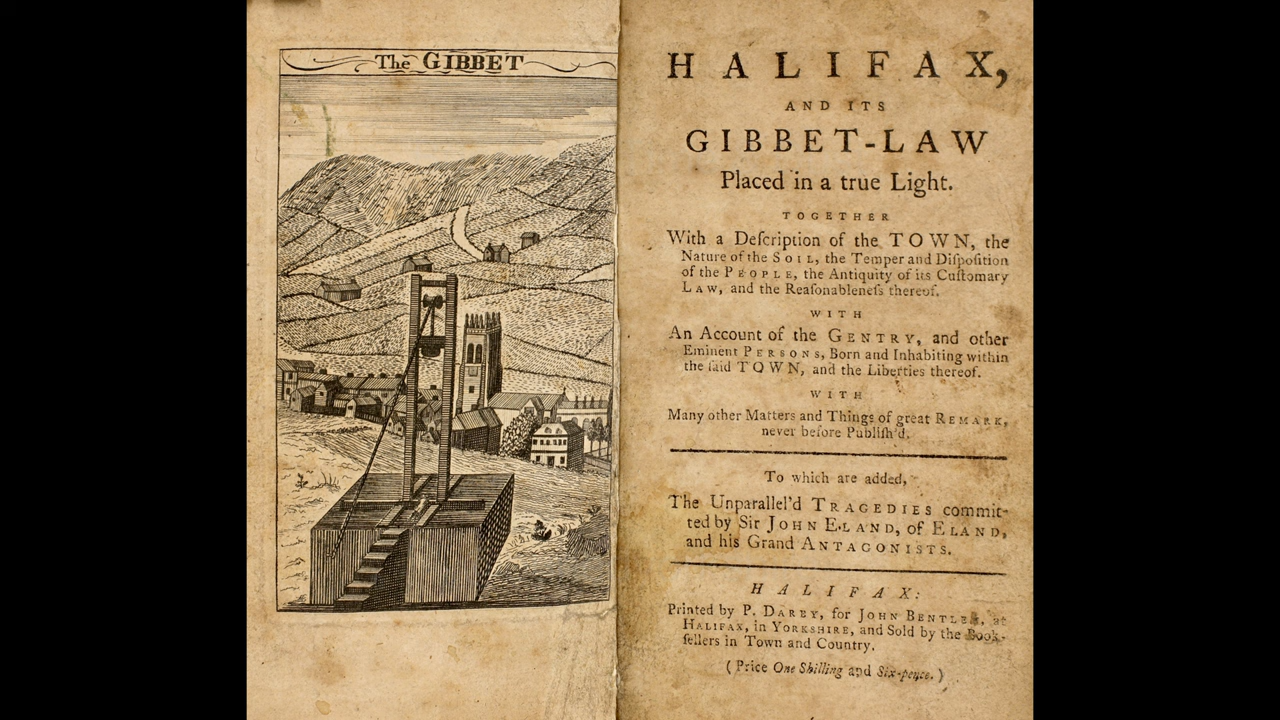 The GIBBET
HALIFAX,
AND ITS
GIBBET-LAW
Placed in a true Light.
TOGETHER
With a Deſcription of the TOWN, the
Nature of the SOIL, the Temper and Diſpoſition
of the PEOPLE, the Antiquity of its Cuſtomary
LAW, and the Reaſonableneſs thereof.
WITH
An Account of the GENTRY, and other
Eminent PERSONS, Born and Inhabiting within
the ſaid TOWN, and the Liberties thereof.
WITH
Many other Matters and Things of great REMARK,
never before Publiſh'd.
To which are added,
The Unparallel'd TRAGEDIES commit-
ted by Sir JOHN ELAND, of ELAND,
and his Grand ANTAGONISTS.
HALIFAX:
Printed by P. DARBY, for JOHN BENTLEY, at
HALIFAX, in YORKSHIRE, and Sold by the Book-
ſellers in Town and Country.
(Price One Shilling and Six-pence.)